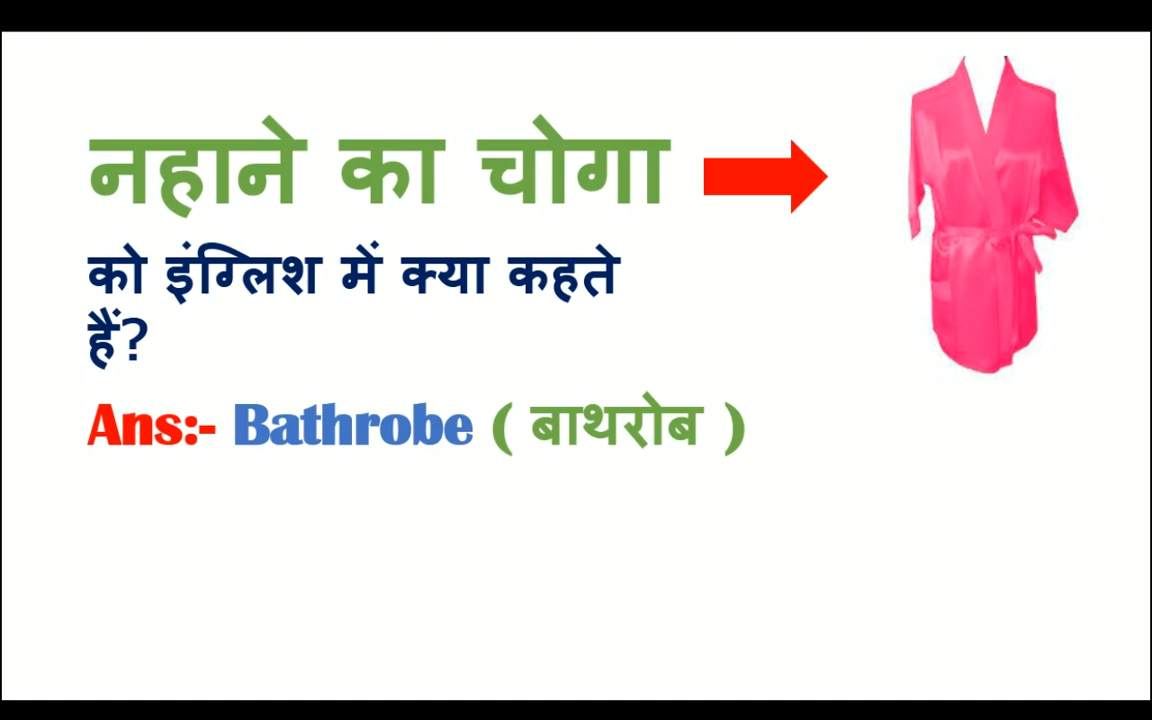 नहाने का चोगा
को इंग्लिश में क्या कहते
हैं?
Ans:- Bathrobe ( बाथरोब )